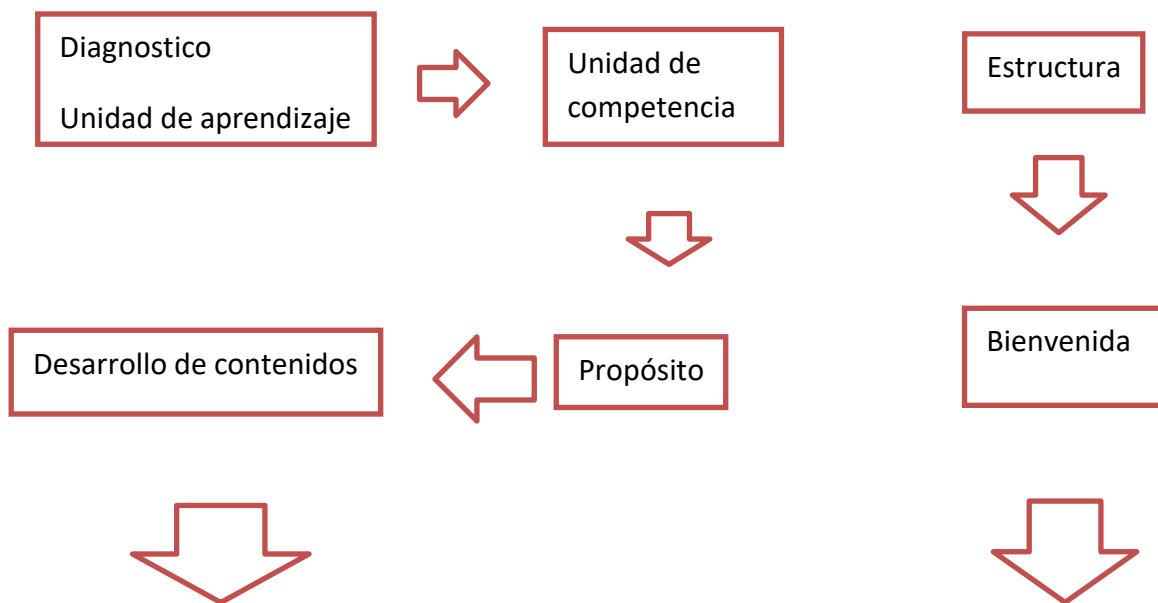 Diagnostico
Unidad de aprendizaje
Unidad de
competencia
Estructura
Desarrollo de contenidos
Propósito
Bienvenida